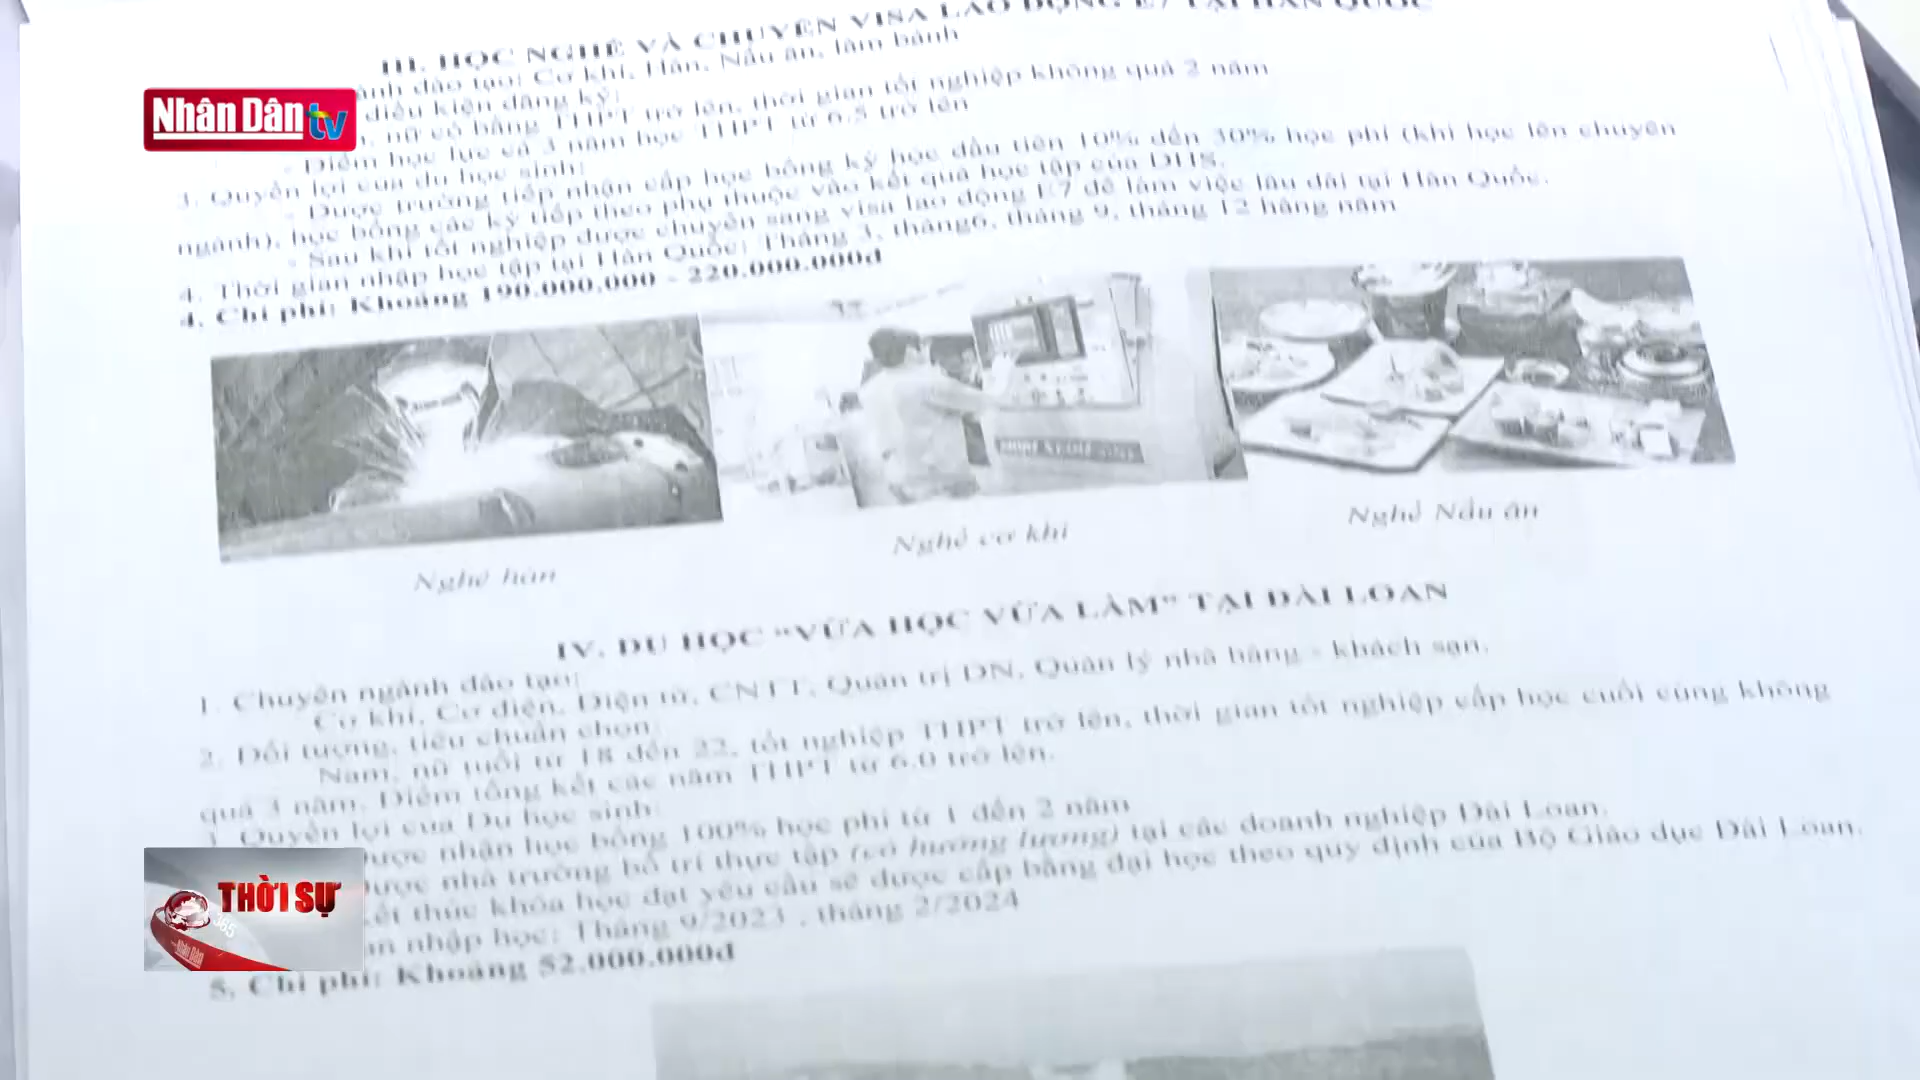 III. HỌC NGHỀ VÀ CHUYỂN VISA LAO ĐỘNG E7 TẠI HÀN QUỐC
ành đào tạo: Cơ khí, Hàn, Nấu ăn, làm bánh
điều kiện đăng ký:
nữ có bằng THPT trở lên, thời gian tốt nghiệp không quá 2 năm
- Điểm học lực cả 3 năm học THPT từ 6.5 trở lên
3. Quyền lợi của du học sinh:
- Được trường tiếp nhận cấp học bổng kỳ học đầu tiên 10% đến 30% học phí (khi học lên chuyên
ngành), học bổng các kỳ tiếp theo phụ thuộc vào kết quả học tập của DHS.
- Sau khi tốt nghiệp được chuyển sang visa lao động E7 để làm việc lâu dài tại Hàn Quốc.
4. Thời gian nhập học tập tại Hàn Quốc: Tháng 3, tháng6, tháng 9, tháng 12 hàng năm
4. Chi phí: Khoảng 190.000.000 - 220.000.000đ
Nghề hàn
Nghề cơ khí
Nghề Nấu ăn
IV. DU HỌC "VỪA HỌC VỪA LÀM" TẠI ĐÀI LOAN
1. Chuyên ngành đào tạo:
Cơ khí, Cơ điện, Điện tử, CNTT, Quản trị DN, Quản lý nhà hàng - khách sạn.
2. Đối tượng, tiêu chuẩn chọn:
Nam, nữ tuổi từ 18 đến 22, tốt nghiệp THPT trở lên, thời gian tốt nghiệp cấp học cuối cùng không
quá 3 năm. Điểm tổng kết các năm THPT từ 6.0 trở lên.
Quyền lợi của Du học sinh:
ược nhận học bổng 100% học phí từ 1 đến 2 năm
ược nhà trường bố trí thực tập (có hưởng lương) tại các doanh nghiệp Đài Loan.
ết thúc khóa học đạt yêu cầu sẽ được cấp bằng đại học theo quy định của Bộ Giáo dục Đài Loan.
an nhập học: Tháng 9/2023 , tháng 2/2024
5. Chi phí: Khoảng 52.000.000đ
Nhân Dân tv
THỜI SỰ
365
Nhân Dân